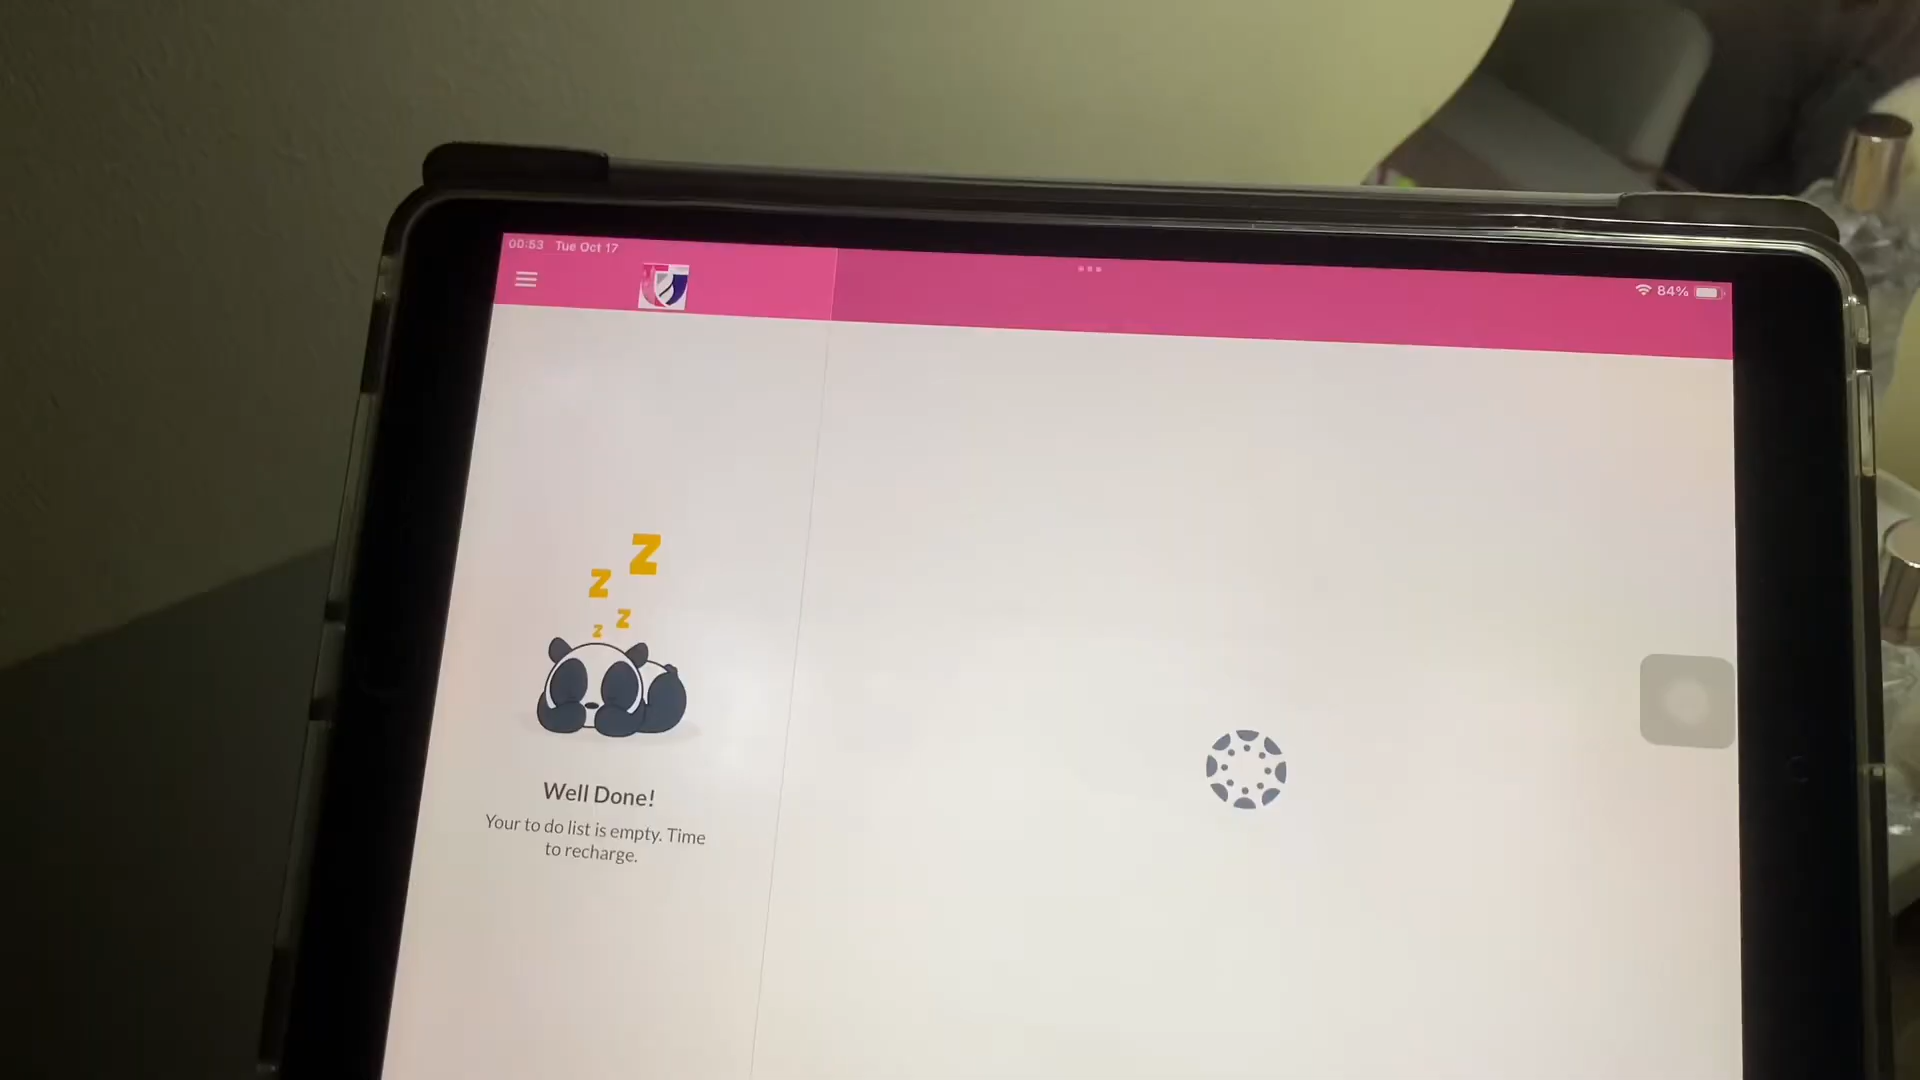 00:53 Tue Oct 17
84%
Z
Z
Z
Z
Well Done!
Your to do list is empty. Time
to recharge.